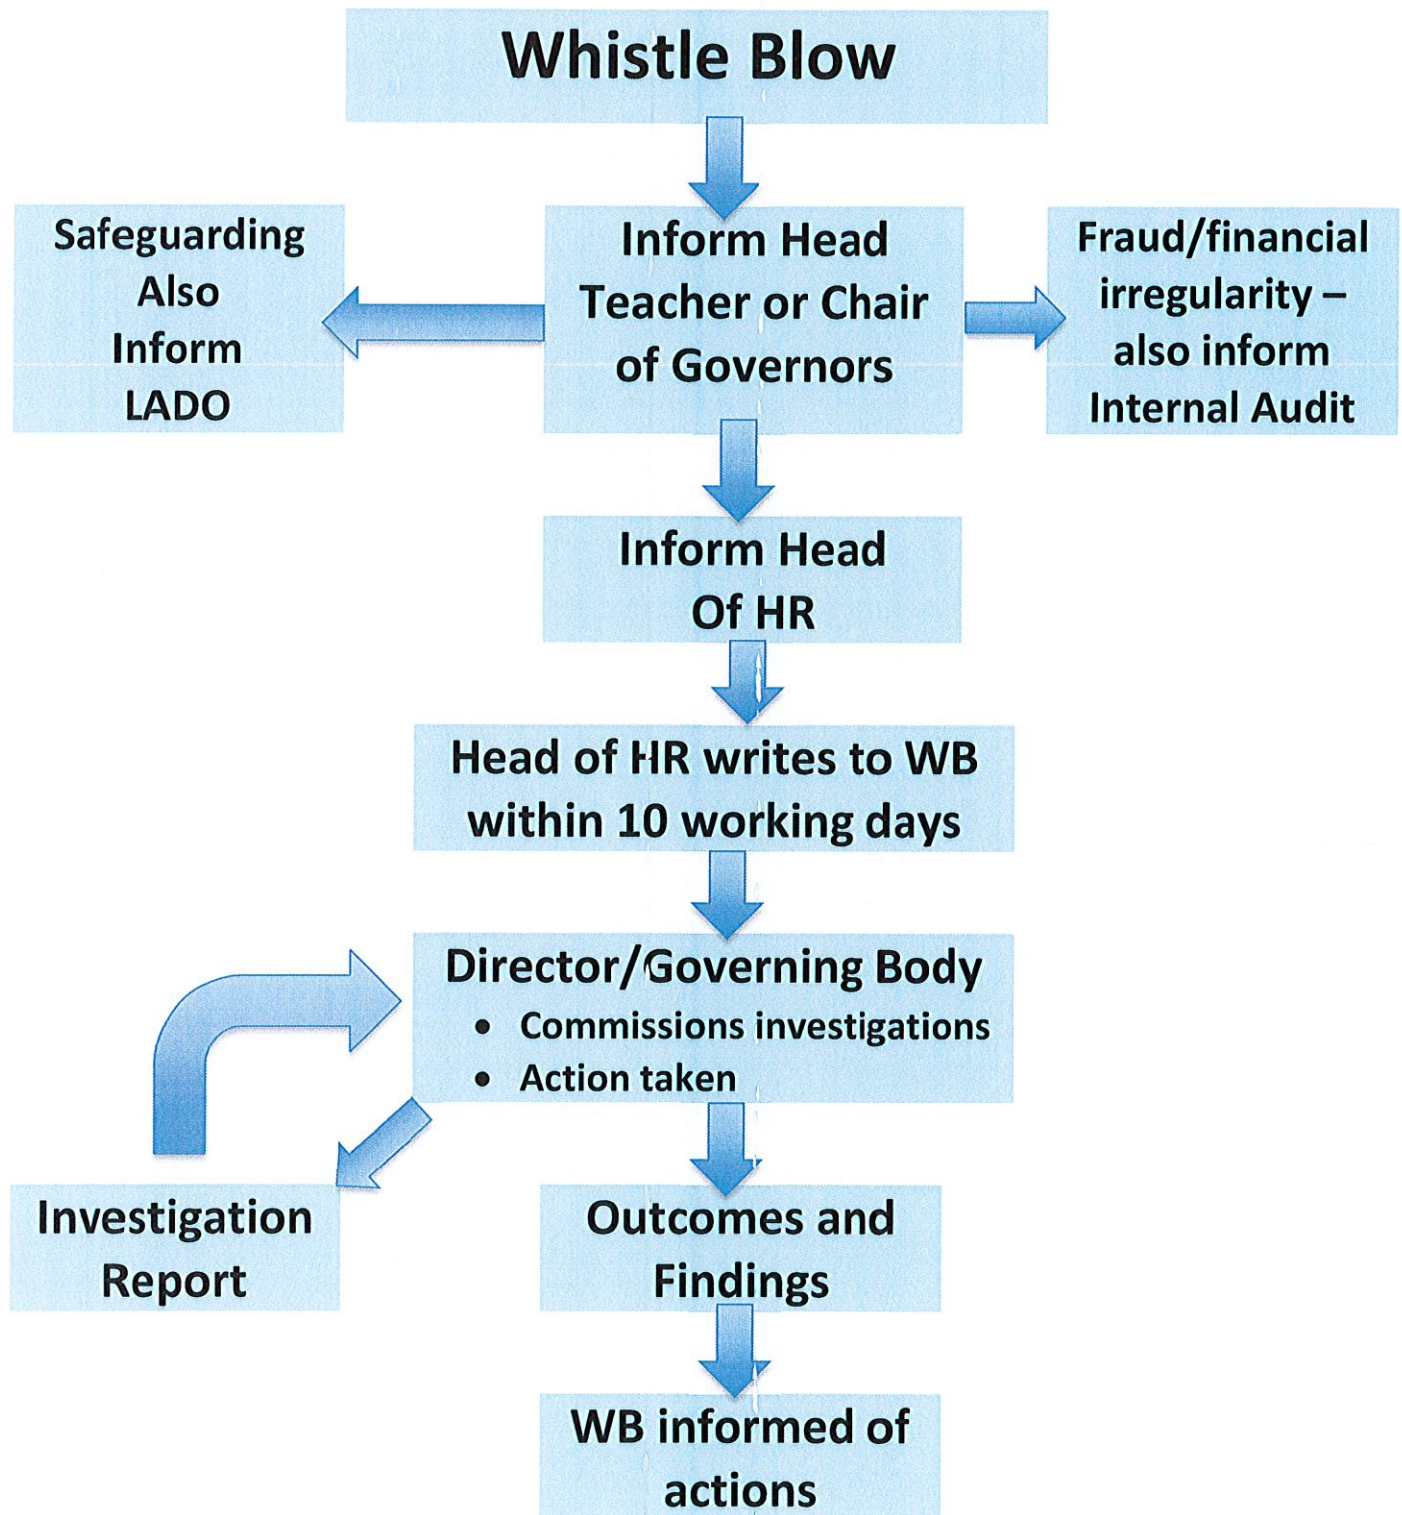 Whistle Blow
Safeguarding
Also
Inform
LADO
Inform Head
Teacher or Chair
of Governors
Fraud/financial
irregularity –
also inform
Internal Audit
Inform Head
Of HR
Head of HR writes to WB
within 10 working days
Director/Governing Body
• Commissions investigations
• Action taken
Investigation
Report
Outcomes and
Findings
WB informed of
actions